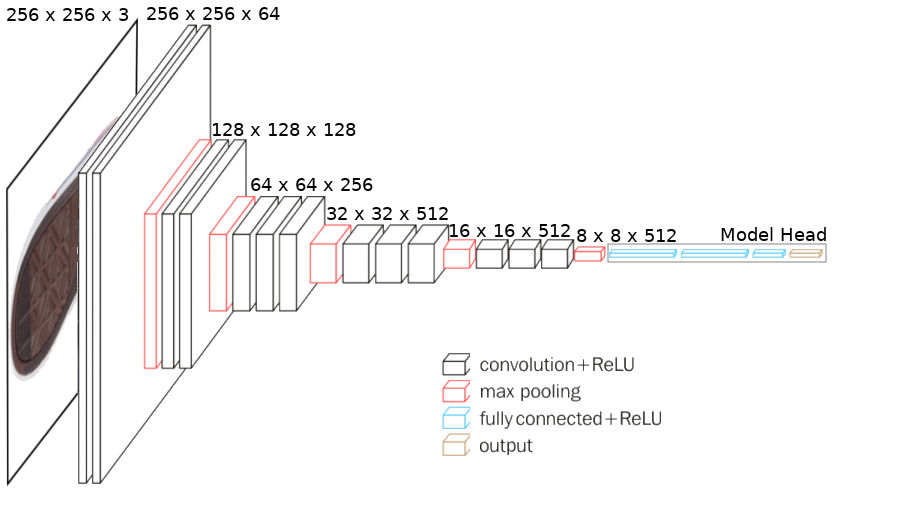 256 x 256 x 3
256 x 256 x 64
128 x 128 x 128
64 x 64 x 256
32 x 32 x 512
16 x 16 x 512
8 x 8 x 512
Model Head
convolution+ReLU
max pooling
fully connected+ReLU
output